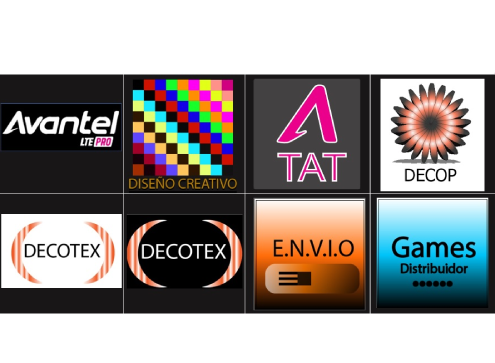 Avantel
LTE PRO
DISEÑO CREATIVO
TAT
DECOP
DECOTEX
DECOTEX
E.N.V.I.O
Games
Distribuidor